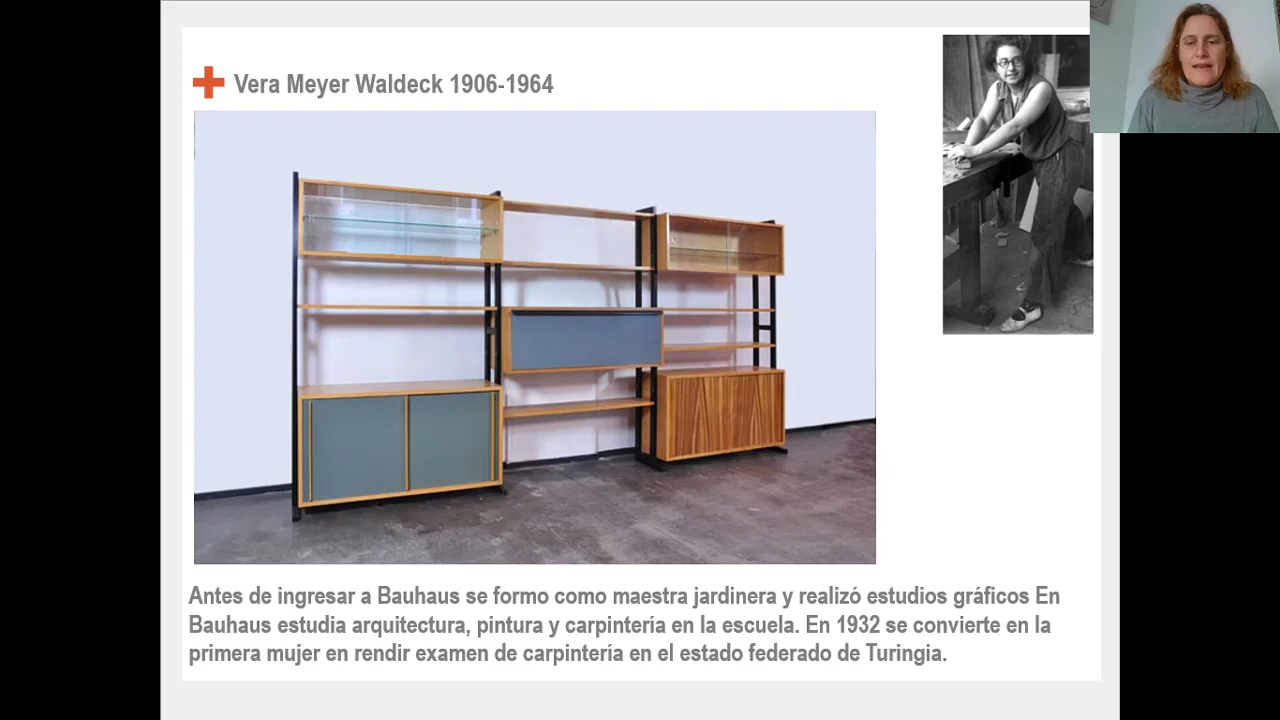 Vera Meyer Waldeck 1906-1964
Antes de ingresar a Bauhaus se formo como maestra jardinera y realizó estudios gráficos En
Bauhaus estudia arquitectura, pintura y carpintería en la escuela. En 1932 se convierte en la
primera mujer en rendir examen de carpintería en el estado federado de Turingia.